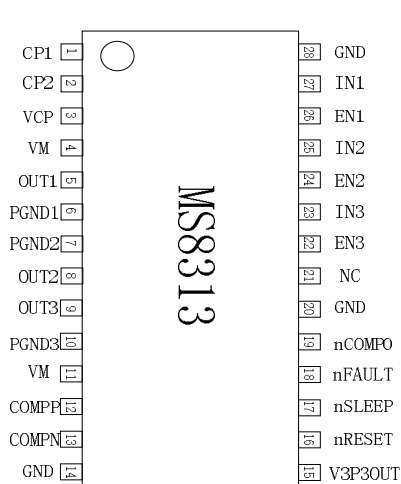 CP1 1 28 GND
CP2 2 27 IN1
VCP 3 26 EN1
VM 4 25 IN2
OUT1 5 24 EN2
PGND1 6 23 IN3
PGND2 7 22 EN3
OUT2 8 21 NC
OUT3 9 20 GND
PGND3 10 19 nCOMPO
VM 11 18 nFAULT
COMPP 12 17 nSLEEP
COMPN 13 16 nRESET
GND 14 15 V3P3OUT
MS8313